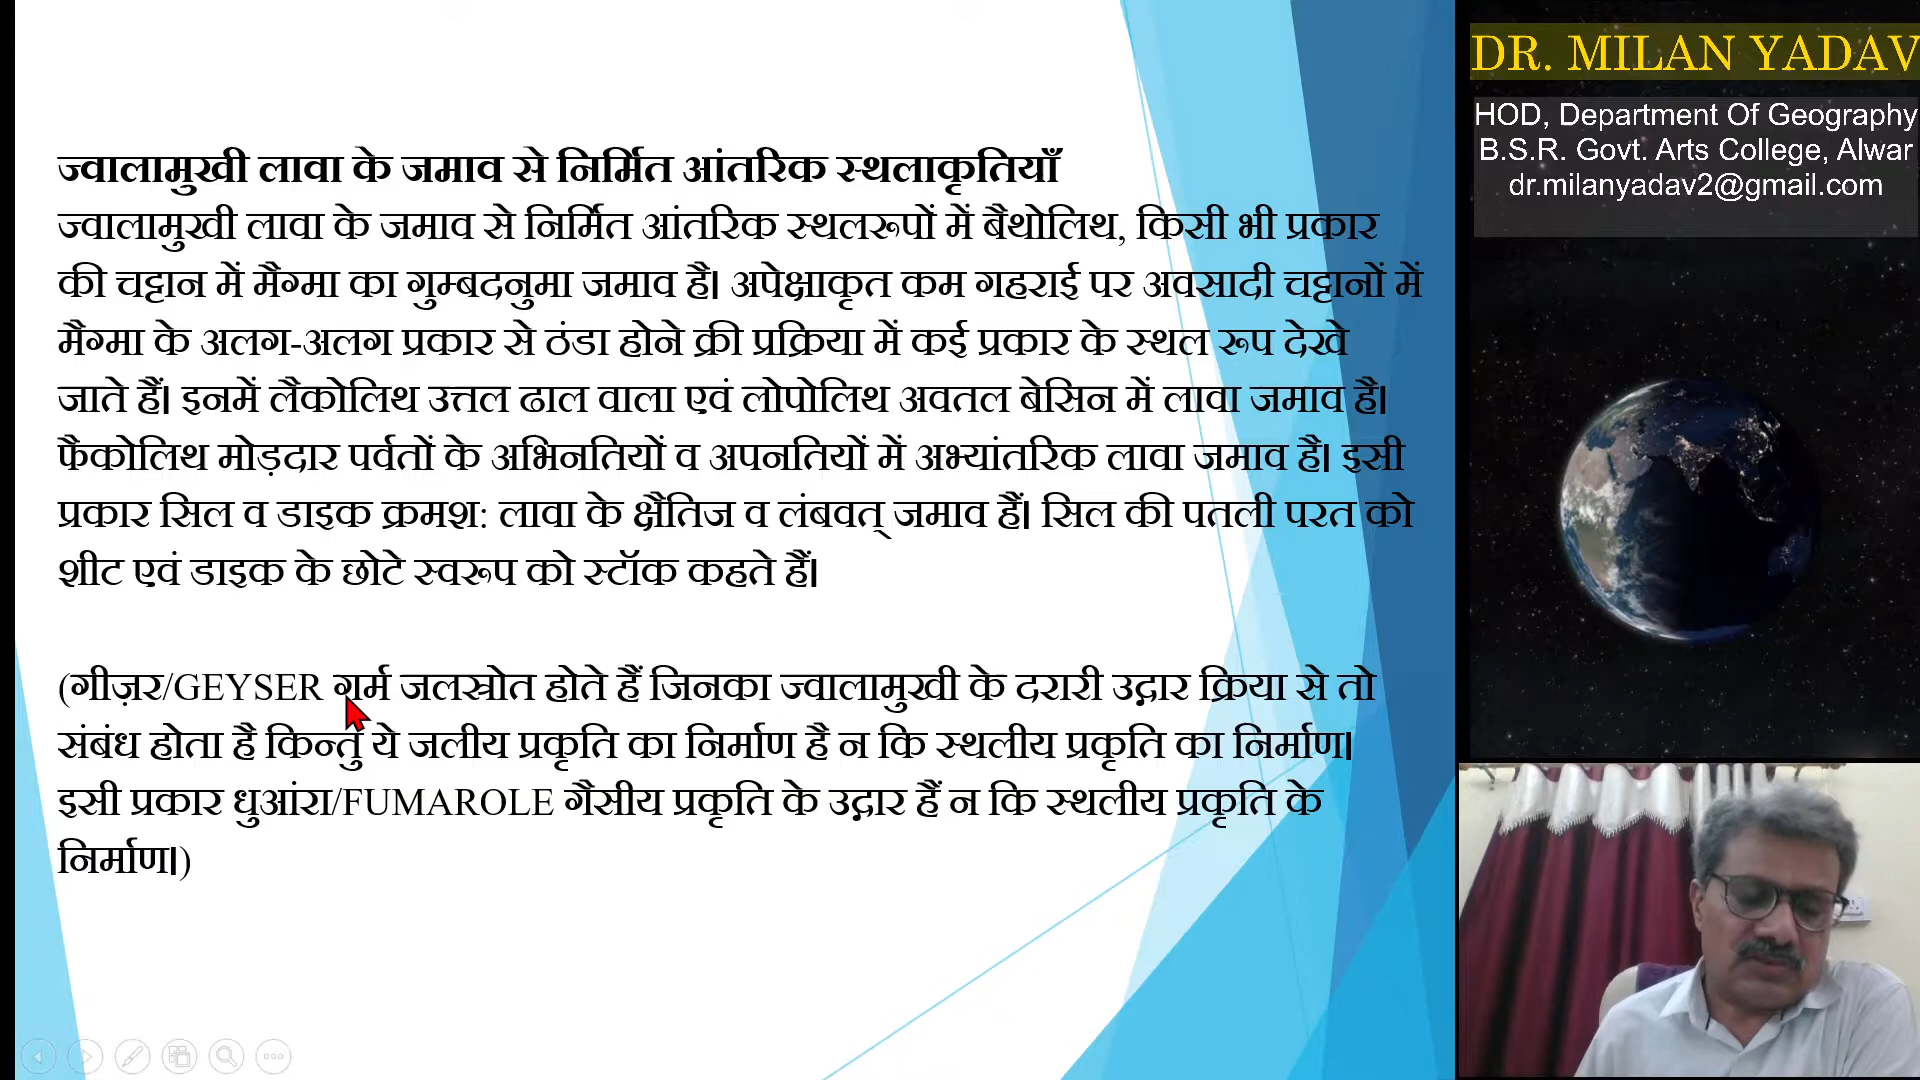 ज्वालामुखी लावा के जमाव से निर्मित आंतरिक स्थलाकृतियाँ
ज्वालामुखी लावा के जमाव से निर्मित आंतरिक स्थलरूपों में बैथोलिथ, किसी भी प्रकार
की चट्टान में मैग्मा का गुम्बदनुमा जमाव है। अपेक्षाकृत कम गहराई पर अवसादी चट्टानों में
मैग्मा के अलग-अलग प्रकार से ठंडा होने क्री प्रक्रिया में कई प्रकार के स्थल रूप देखे
जाते हैं। इनमें लैकोलिथ उत्तल ढाल वाला एवं लोपोलिथ अवतल बेसिन में लावा जमाव है।
फैकोलिथ मोड़दार पर्वतों के अभिनतियों व अपनतियों में अभ्यांतरिक लावा जमाव है। इसी
प्रकार सिल व डाइक क्रमश: लावा के क्षैतिज व लंबवत् जमाव हैं। सिल की पतली परत को
शीट एवं डाइक के छोटे स्वरूप को स्टॉक कहते हैं।
(गीज़र/GEYSER गर्म जलस्रोत होते हैं जिनका ज्वालामुखी के दरारी उद्गार क्रिया से तो
संबंध होता है किन्तु ये जलीय प्रकृति का निर्माण है न कि स्थलीय प्रकृति का निर्माण।
इसी प्रकार धुआंरा/FUMAROLE गैसीय प्रकृति के उद्गार हैं न कि स्थलीय प्रकृति के
निर्माण।)
DR. MILAN YADAV
HOD, Department Of Geography
B.S.R. Govt. Arts College, Alwar
dr.milanyadav2@gmail.com